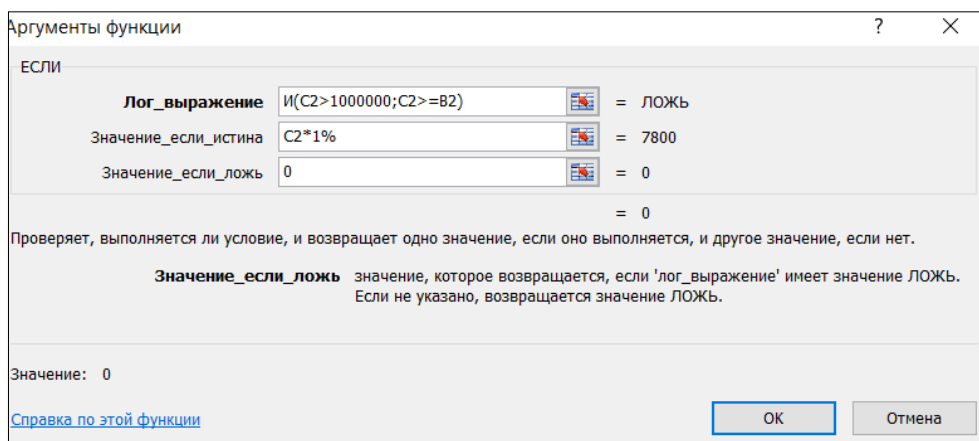 Аргументы функции ? ×
ЕСЛИ
Лог_выражение И(C2>1000000;C2>=B2) = ЛОЖЬ
Значение_если_истина C2*1% = 7800
Значение_если_ложь 0 = 0
= 0
Проверяет, выполняется ли условие, и возвращает одно значение, если оно выполняется, и другое значение, если нет.
Значение_если_ложь значение, которое возвращается, если 'лог_выражение' имеет значение ЛОЖЬ.
Если не указано, возвращается значение ЛОЖЬ.
Значение: 0
Справка по этой функции ОК Отмена